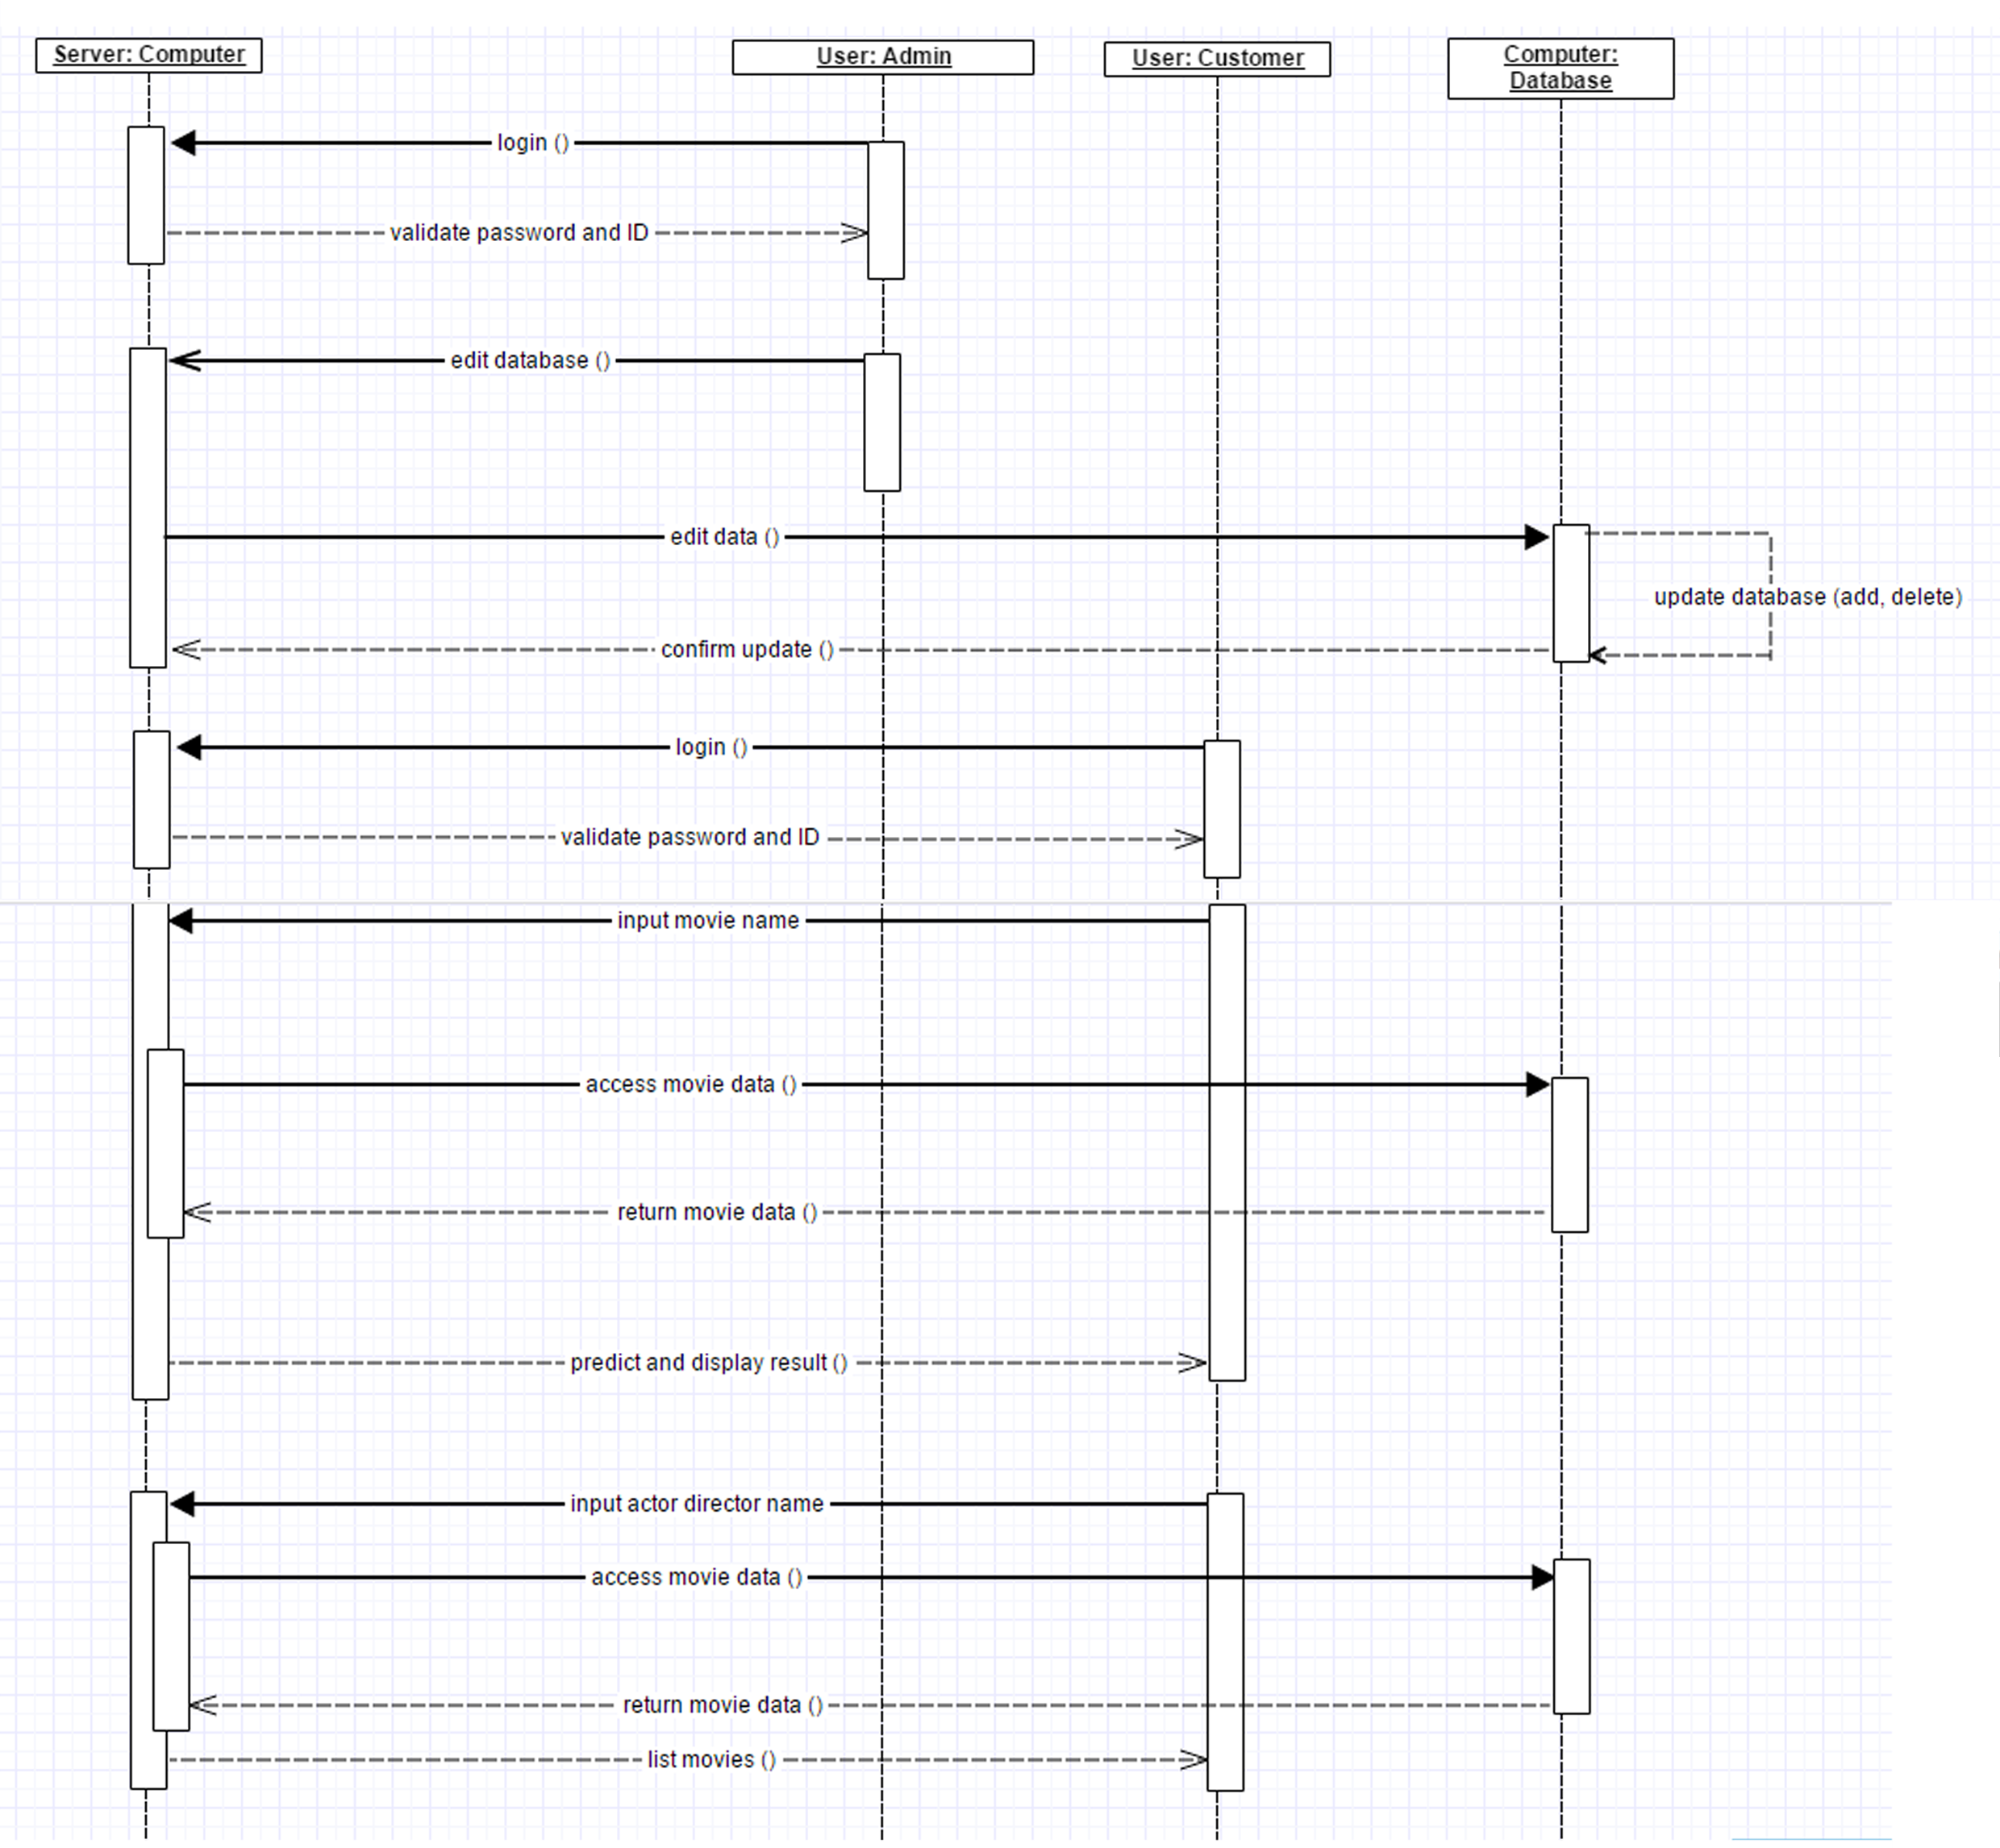 Server: Computer
User: Admin
User: Customer
Computer:
Database
login ()
validate password and ID
edit database ()
edit data ()
update database (add, delete)
confirm update ()
login ()
validate password and ID
input movie name
access movie data ()
return movie data ()
predict and display result ()
input actor director name
access movie data ()
return movie data ()
list movies ()